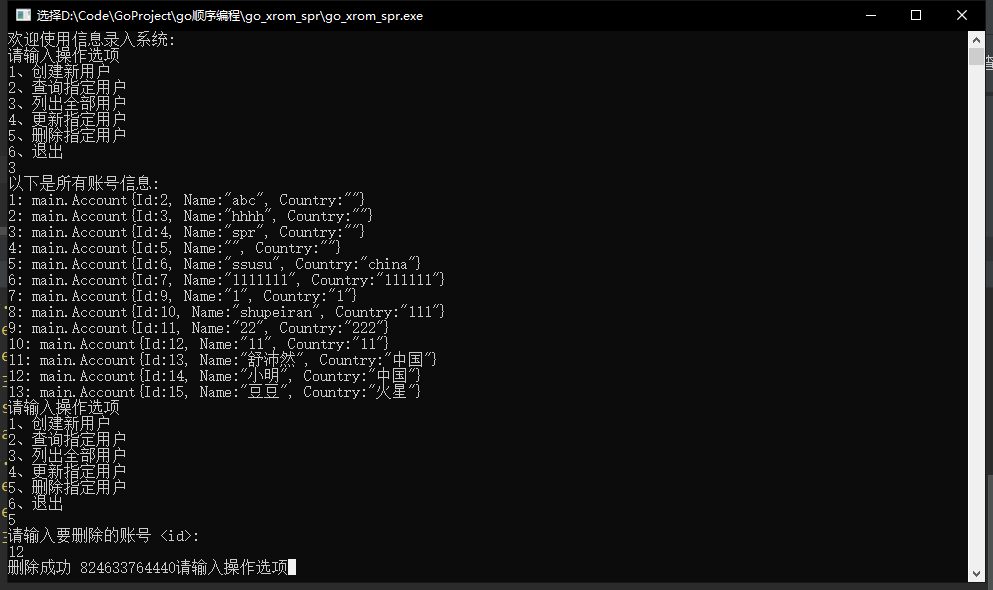 选择D:\Code\GoProject\go顺序编程\go_xrom_spr\go_xrom_spr.exe
欢迎使用信息录入系统:
请输入操作选项
1、创建新用户
2、查询指定用户
3、列出全部用户
4、更新指定用户
5、删除指定用户
6、退出
3
以下是所有账号信息:
1: main.Account{Id:2, Name:"abc", Country:""}
2: main.Account{Id:3, Name:"hhhh", Country:""}
3: main.Account{Id:4, Name:"spr", Country:""}
4: main.Account{Id:5, Name:"", Country:""}
5: main.Account{Id:6, Name:"ssusu", Country:"china"}
6: main.Account{Id:7, Name:"1111111", Country:"111111"}
7: main.Account{Id:9, Name:"1", Country:"1"}
8: main.Account{Id:10, Name:"shupeiran", Country:"111"}
9: main.Account{Id:11, Name:"22", Country:"222"}
10: main.Account{Id:12, Name:"11", Country:"11"}
11: main.Account{Id:13, Name:"舒沛然", Country:"中国"}
12: main.Account{Id:14, Name:"小明", Country:"中国"}
13: main.Account{Id:15, Name:"豆豆", Country:"火星"}
请输入操作选项
1、创建新用户
2、查询指定用户
3、列出全部用户
4、更新指定用户
5、删除指定用户
6、退出
5
请输入要删除的账号 <id>:
12
删除成功 824633764440请输入操作选项